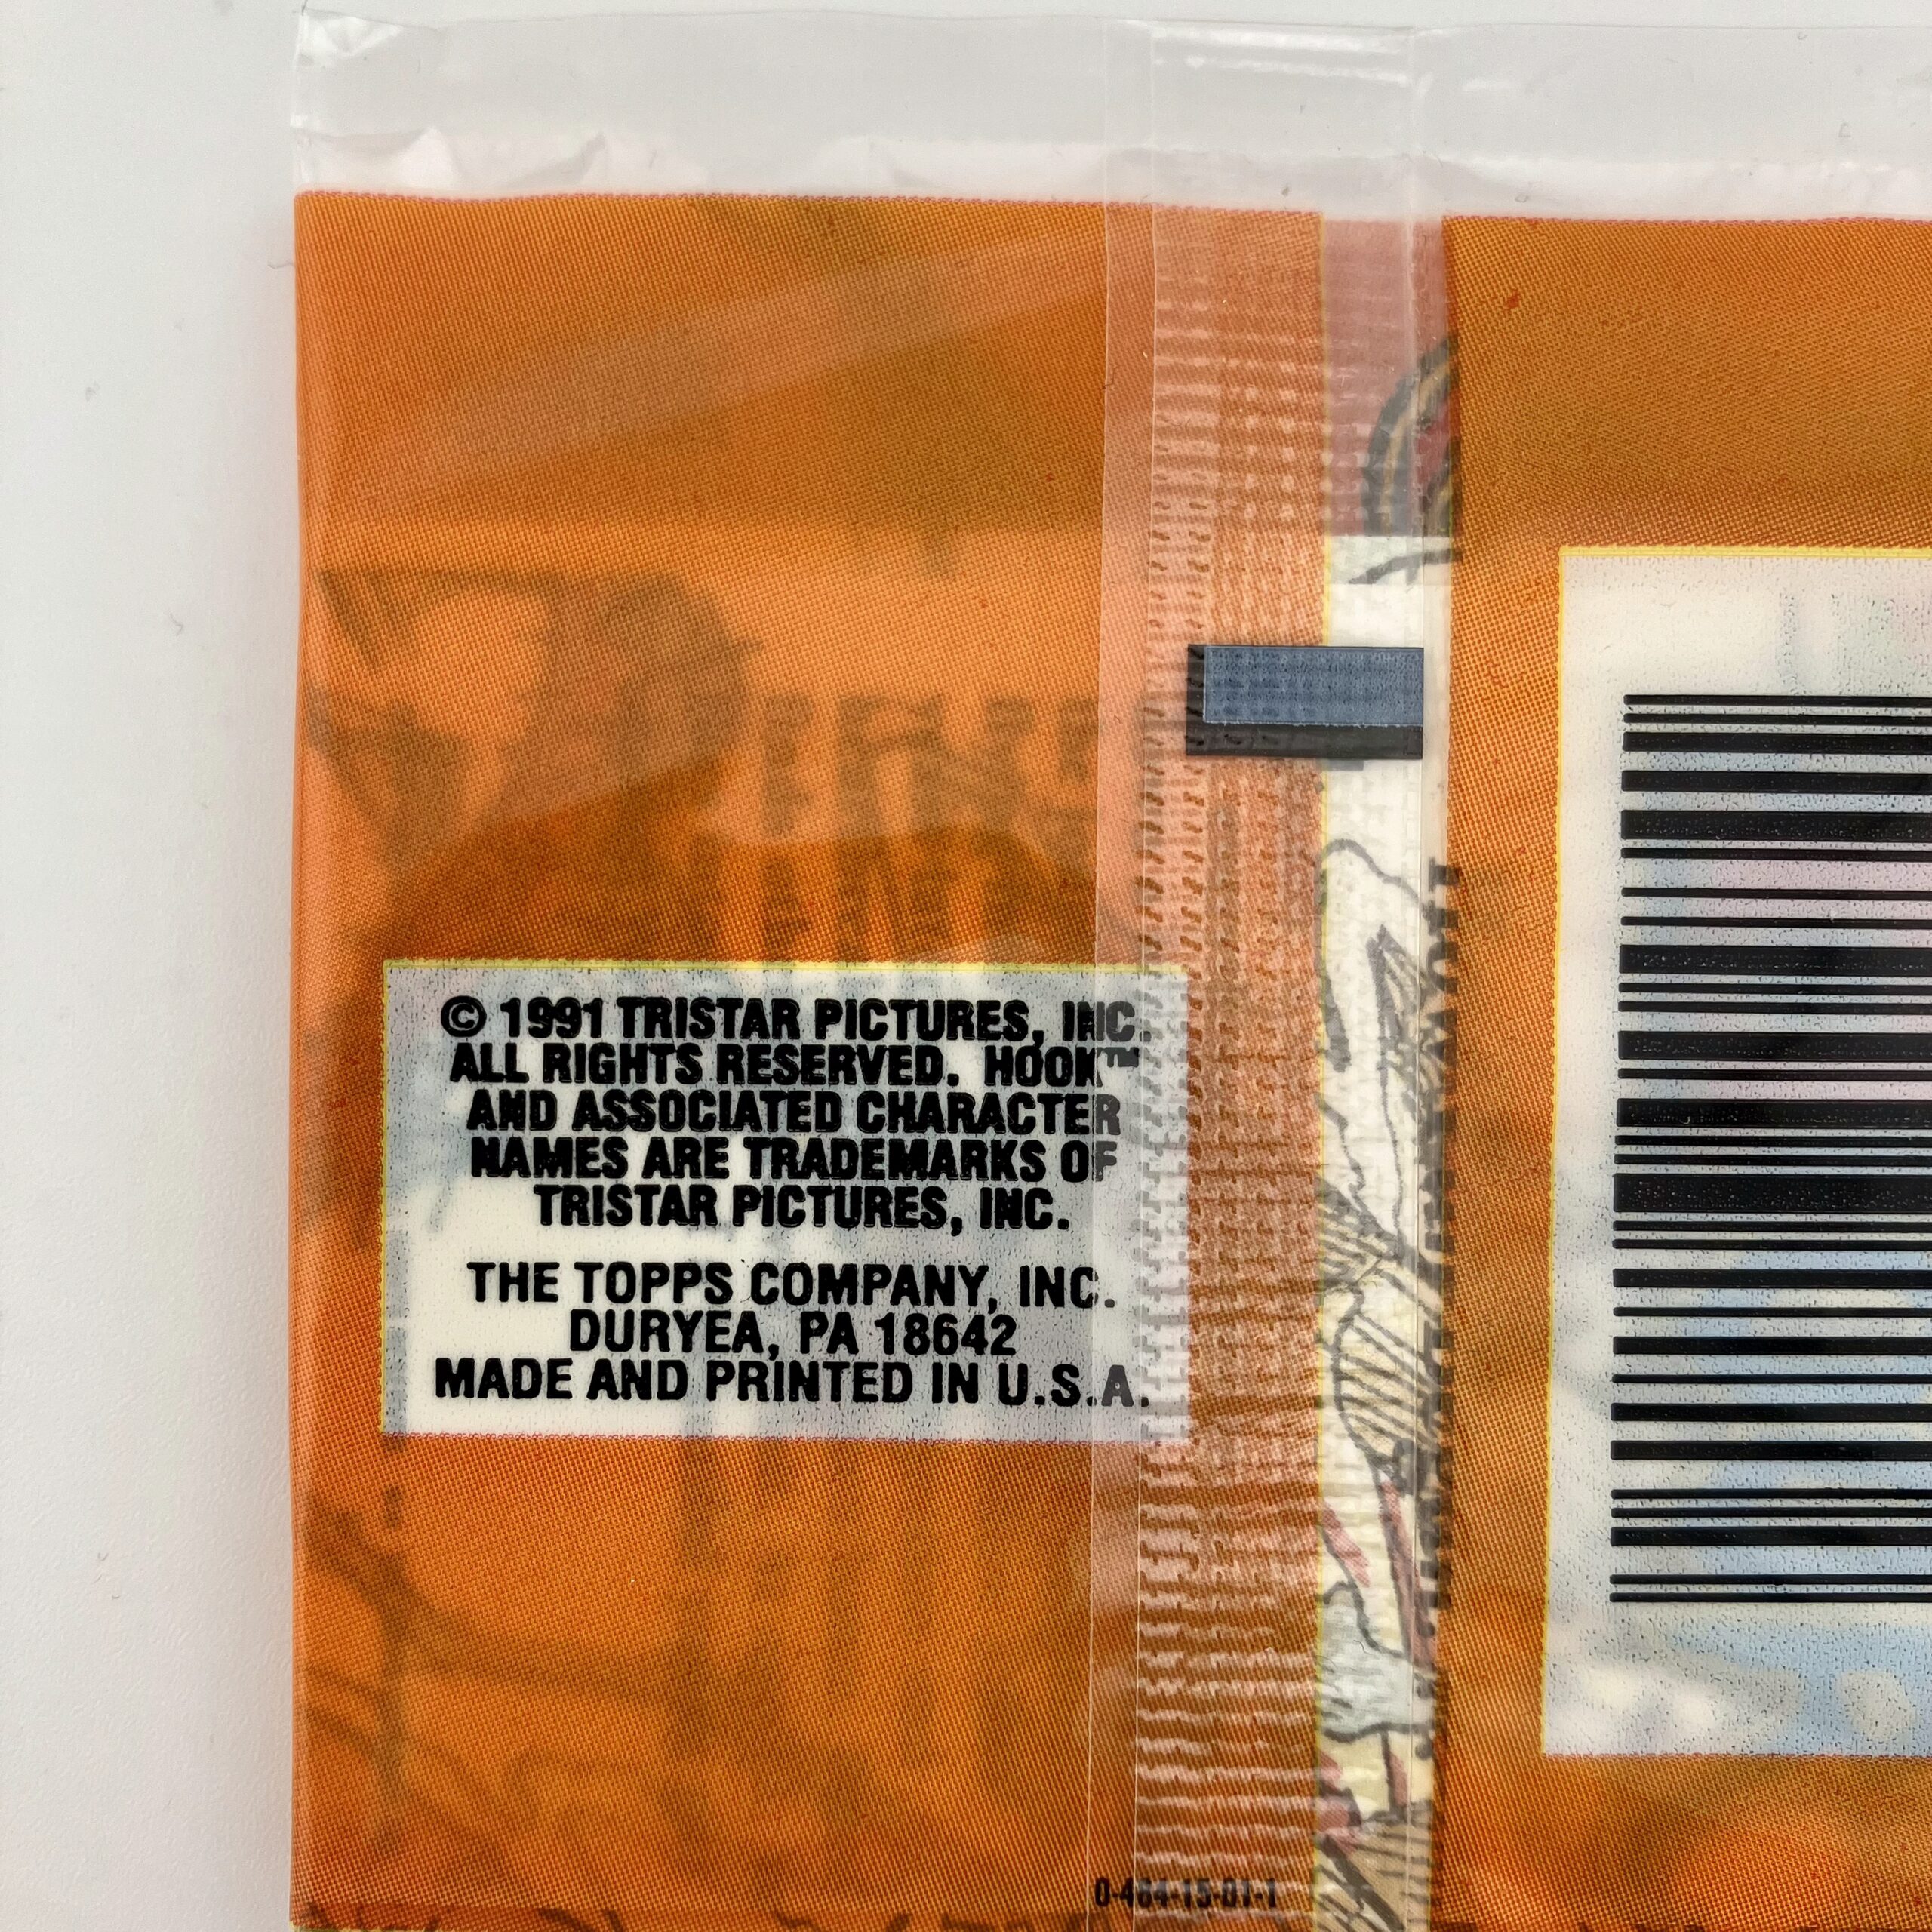 © 1991 TRISTAR PICTURES, INC.
ALL RIGHTS RESERVED. HOOK™
AND ASSOCIATED CHARACTER
NAMES ARE TRADEMARKS OF
TRISTAR PICTURES, INC.
THE TOPPS COMPANY, INC.
DURYEA, PA 18642
MADE AND PRINTED IN U.S.A.
0-464-15-01-1